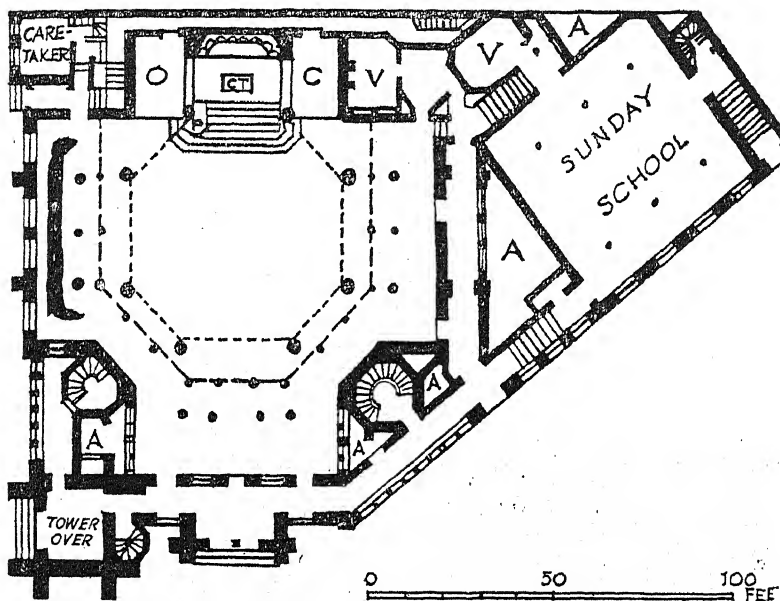 CARE-
TAKER
O
CT
C
V
V
A
SUNDAY
SCHOOL
P
A
A
A
A
TOWER
OVER
0 50 100
FEET